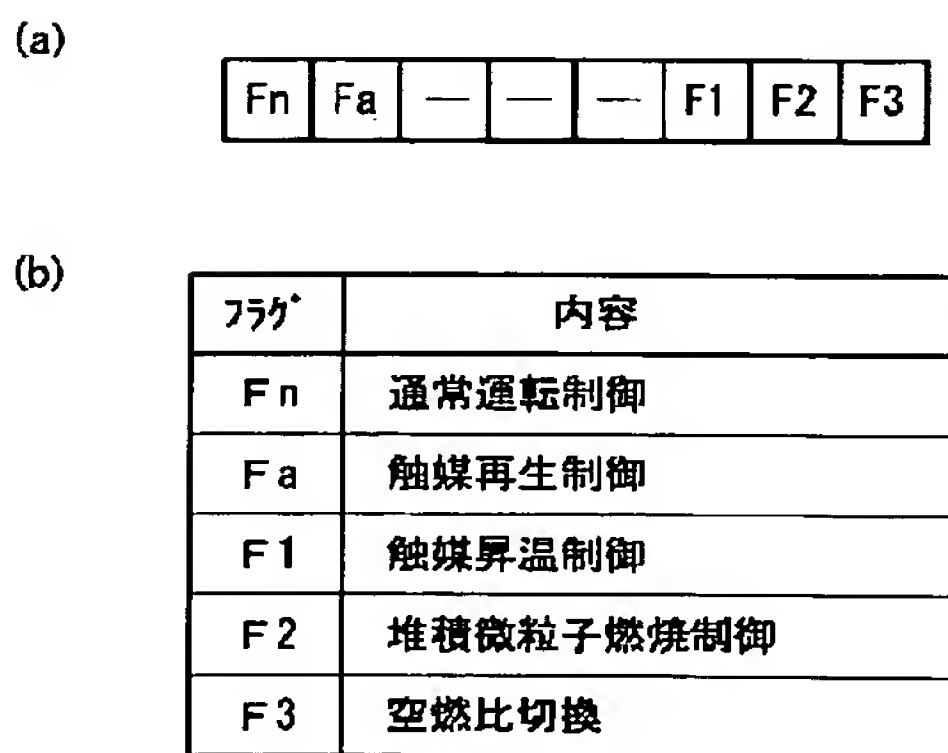 (a)
Fn Fa — — — F1 F2 F3
(b)
ﾌﾗｸﾞ 内容
Fn 通常運転制御
Fa 触媒再生制御
F1 触媒昇温制御
F2 堆積微粒子燃焼制御
F3 空燃比切換